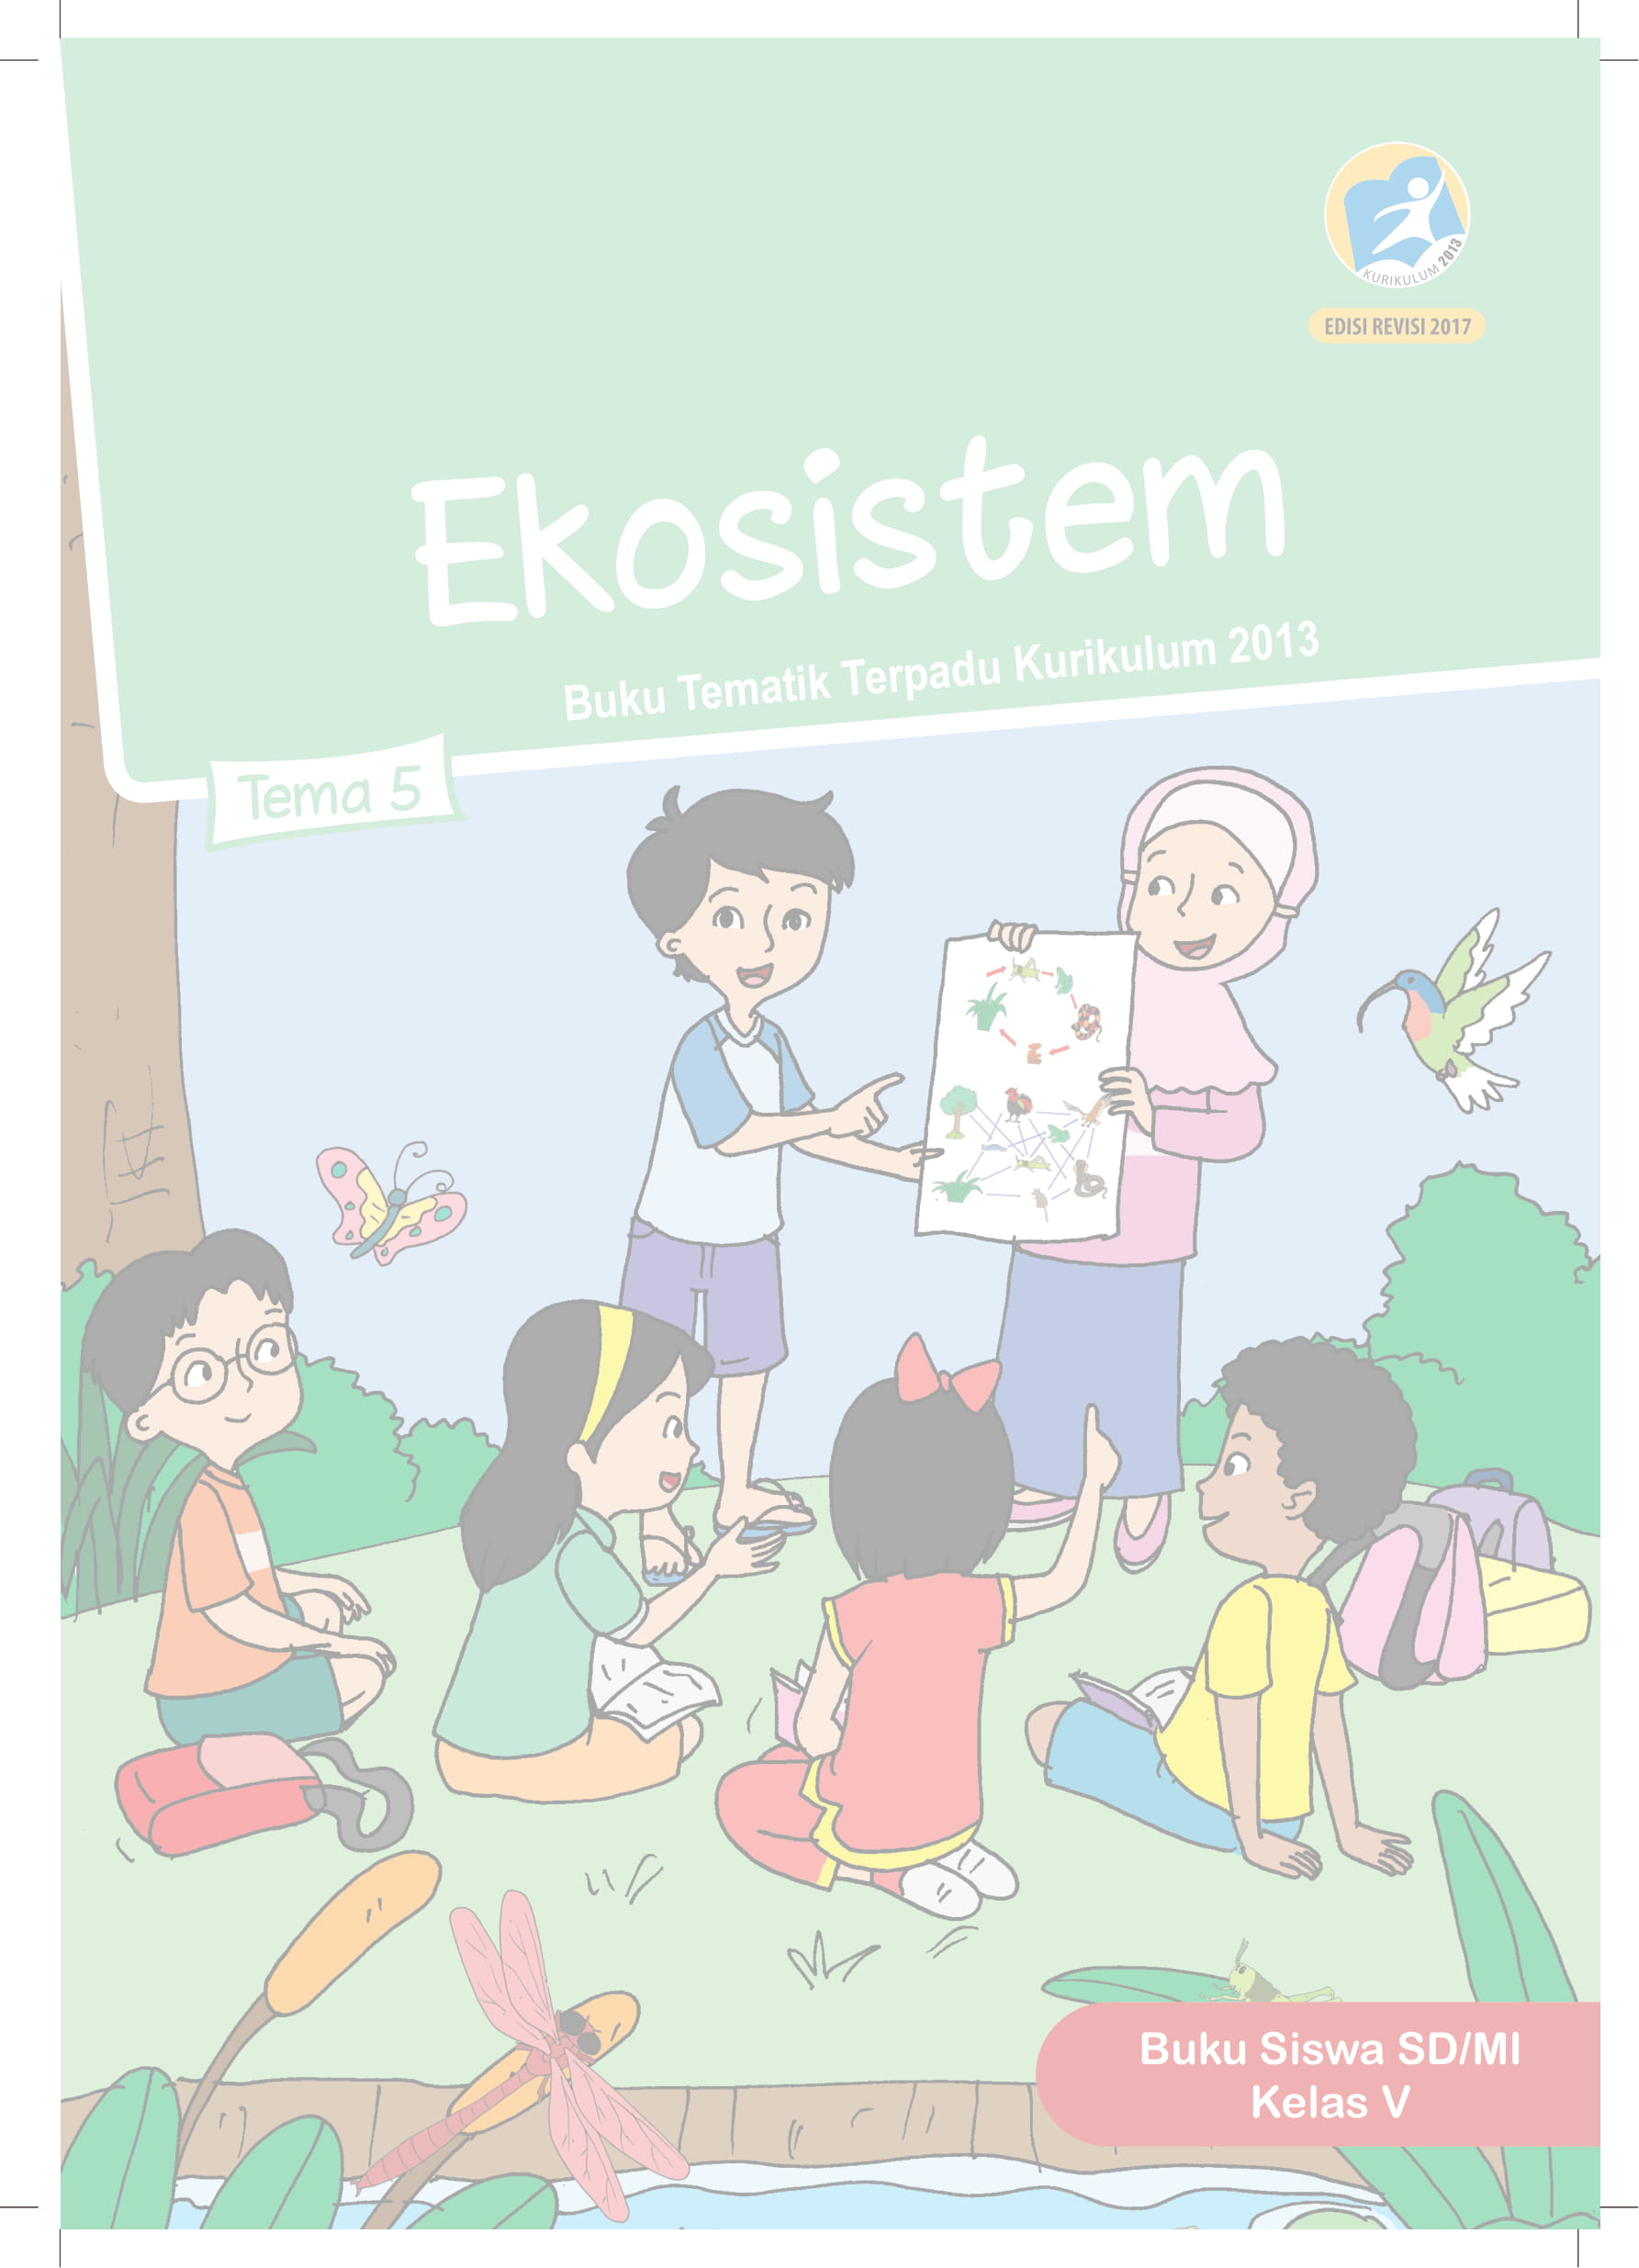 KURIKULUM 2013
EDISI REVISI 2017
Ekosistem
Buku Tematik Terpadu Kurikulum 2013
Tema 5
Buku Siswa SD/MI
Kelas V